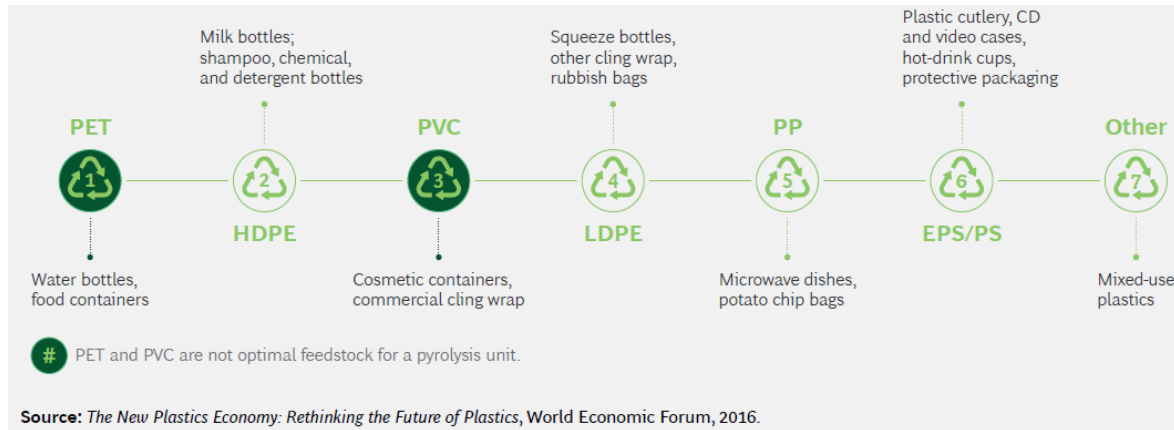 Milk bottles;
shampoo, chemical,
and detergent bottles
Squeeze bottles,
other cling wrap,
rubbish bags
Plastic cutlery, CD
and video cases,
hot-drink cups,
protective packaging
PET
PVC
PP
Other
1
2
3
4
5
6
7
HDPE
LDPE
EPS/PS
Water bottles,
food containers
Cosmetic containers,
commercial cling wrap
Microwave dishes,
potato chip bags
Mixed-use
plastics
# PET and PVC are not optimal feedstock for a pyrolysis unit.
Source: The New Plastics Economy: Rethinking the Future of Plastics, World Economic Forum, 2016.